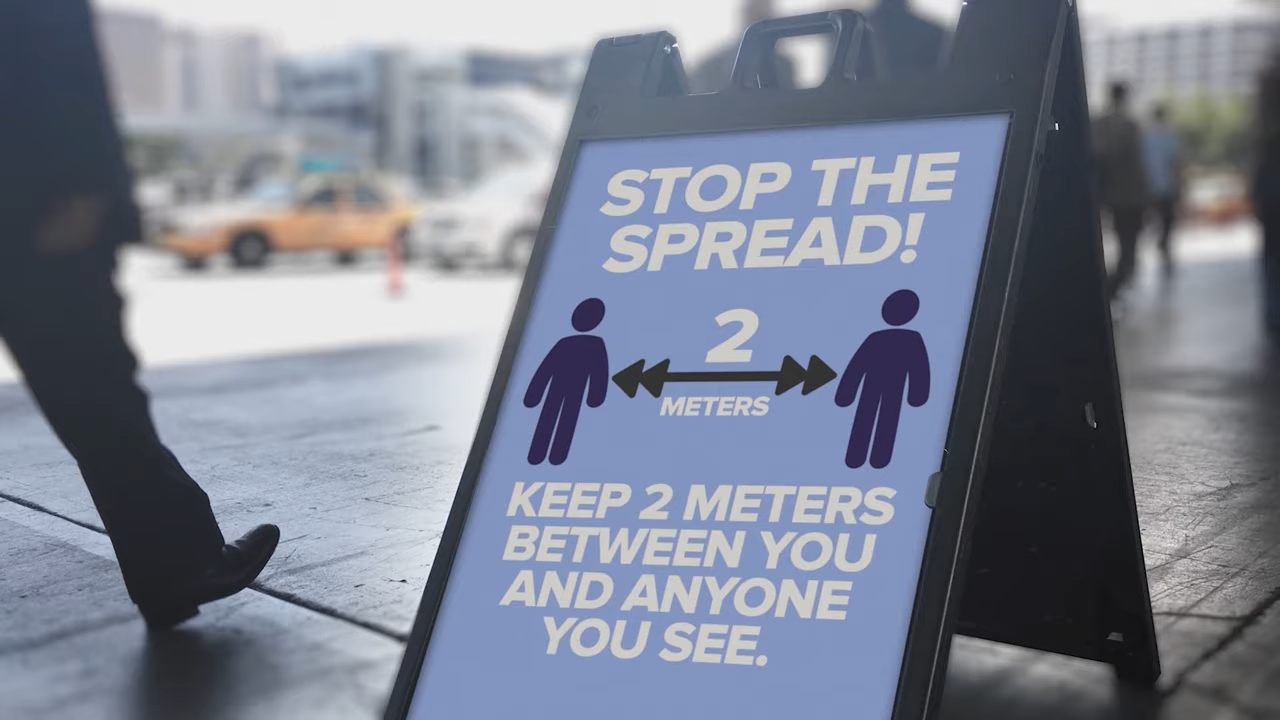 STOP THE
SPREAD!
2
METERS
KEEP 2 METERS
BETWEEN YOU
AND ANYONE
YOU SEE.